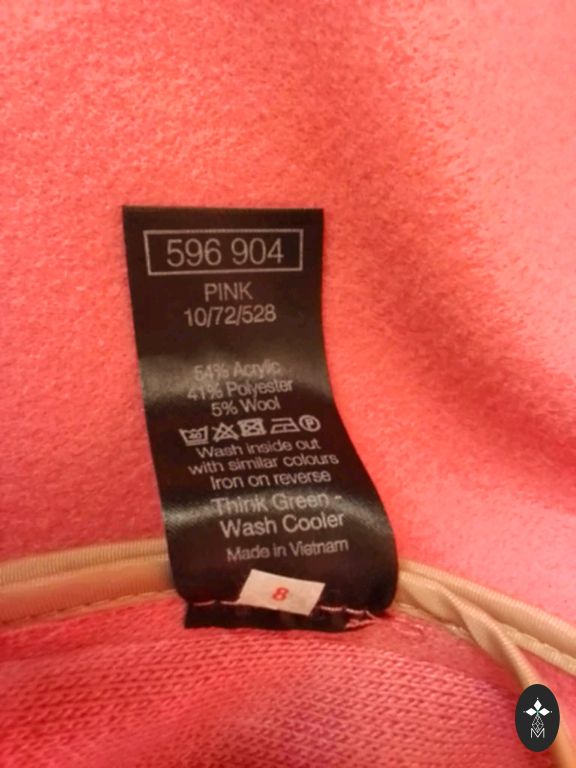 596 904
PINK
10/72/528
54% Acrylic
41% Polyester
5% Wool
40 P
Wash inside out
with similar colours
Iron on reverse
Think Green -
Wash Cooler
Made in Vietnam
8
M